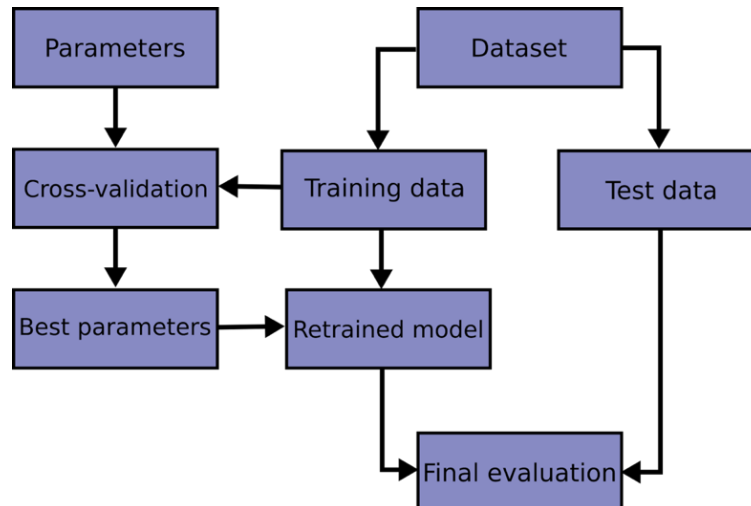 Parameters
Dataset
Cross-validation
Training data
Test data
Best parameters
Retrained model
Final evaluation